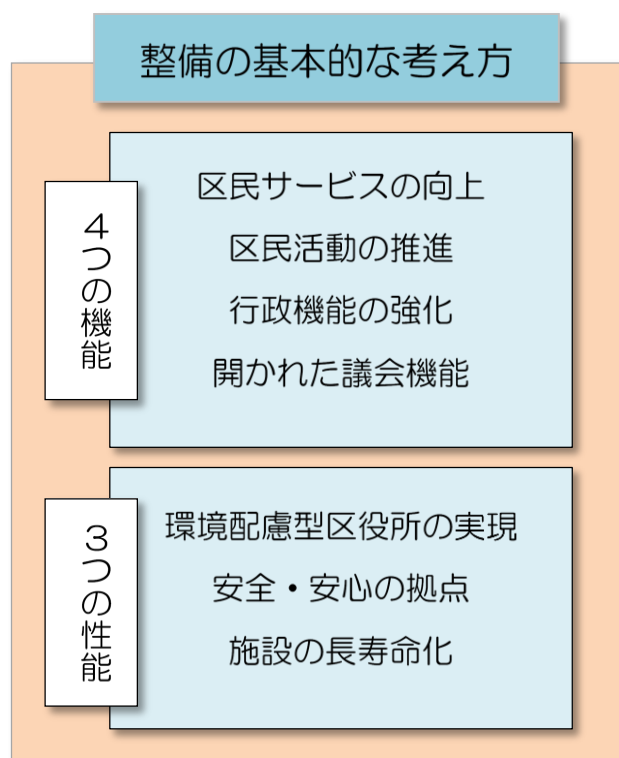 整備の基本的な考え方
4つの機能
区民サービスの向上
区民活動の推進
行政機能の強化
開かれた議会機能
3つの性能
環境配慮型区役所の実現
安全・安心の拠点
施設の長寿命化